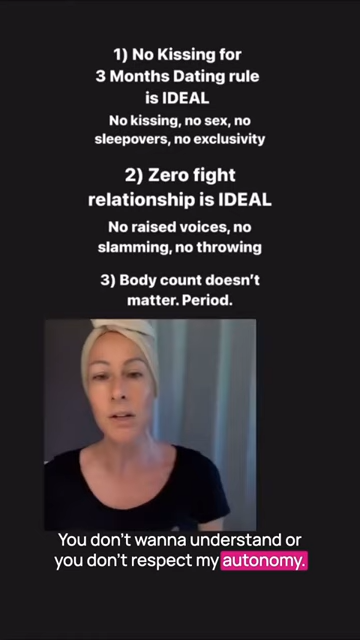 1) No Kissing for
3 Months Dating rule
is IDEAL
No kissing, no sex, no
sleepovers, no exclusivity
2) Zero fight
relationship is IDEAL
No raised voices, no
slamming, no throwing
3) Body count doesn't
matter. Period.
You don't wanna understand or
you don't respect my autonomy.